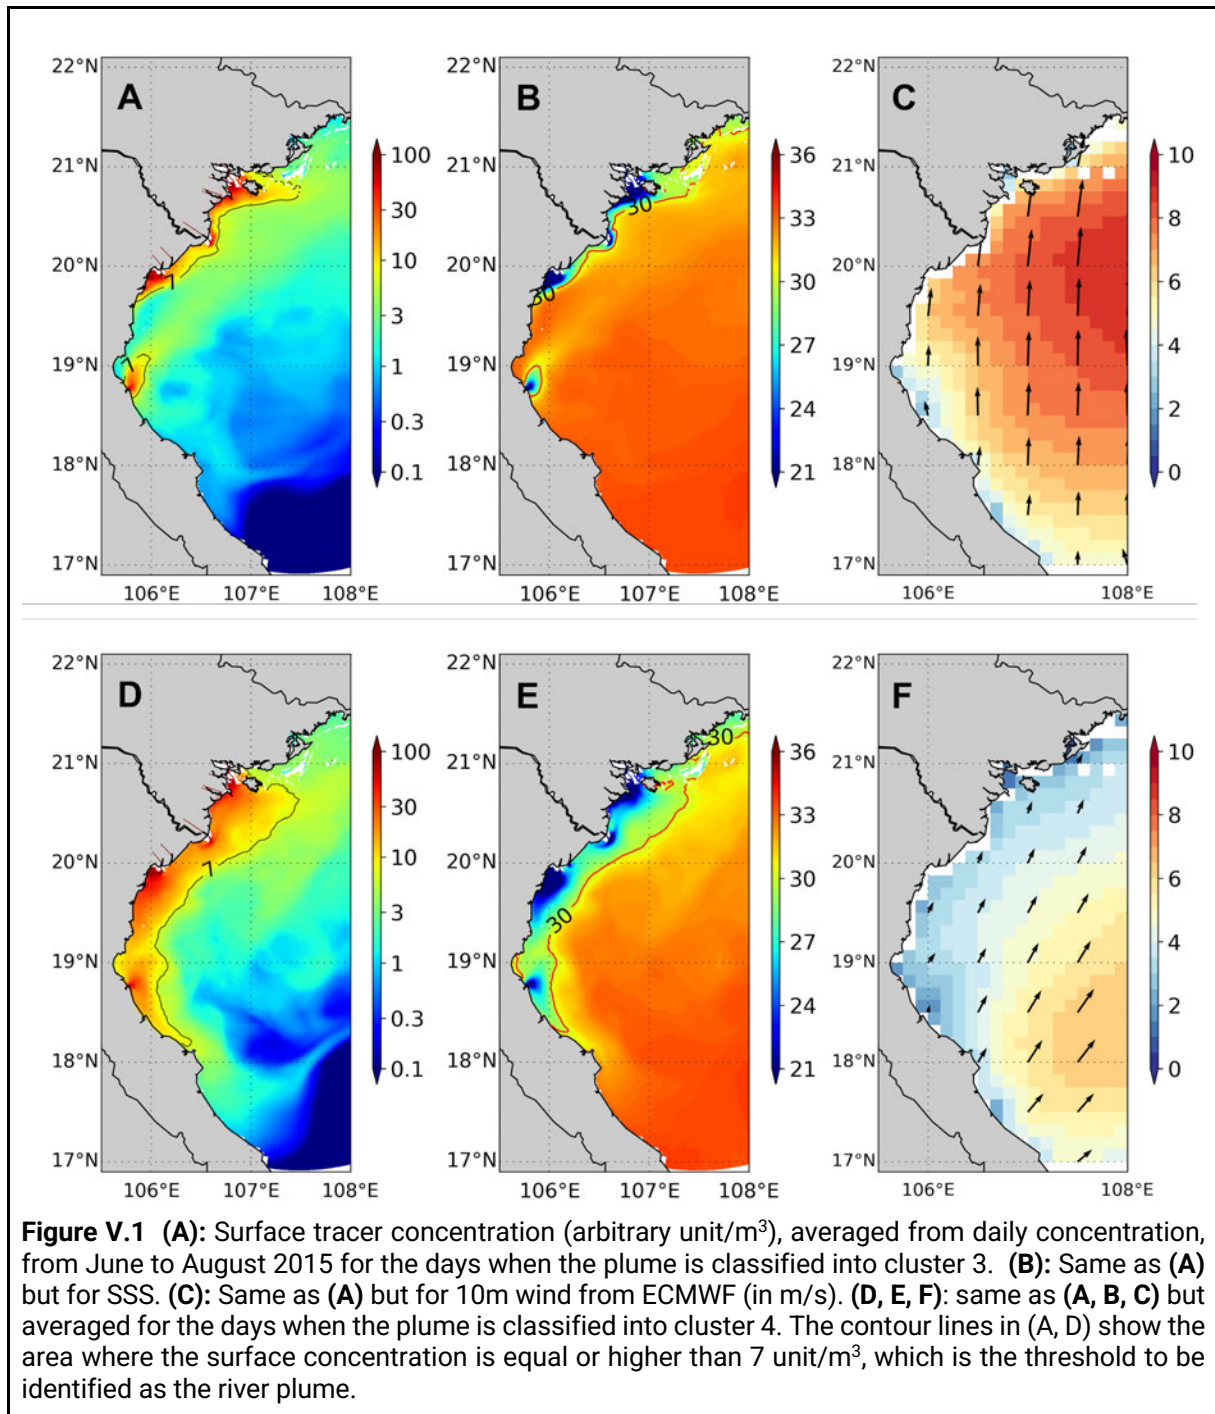 A
B
C
22°N
21°N
20°N
19°N
18°N
17°N
106°E
107°E
108°E
100
30
10
3
1
0.3
0.1
7
7
22°N
21°N
20°N
19°N
18°N
17°N
106°E
107°E
108°E
36
33
30
27
24
21
30
30
22°N
21°N
20°N
19°N
18°N
17°N
106°E
108°E
10
8
6
4
2
0
D
E
F
22°N
21°N
20°N
19°N
18°N
17°N
106°E
107°E
108°E
100
30
10
3
1
0.3
0.1
7
22°N
21°N
20°N
19°N
18°N
17°N
106°E
107°E
108°E
36
33
30
27
24
21
30
30
22°N
21°N
20°N
19°N
18°N
17°N
106°E
108°E
10
8
6
4
2
0
Figure V.1 (A): Surface tracer concentration (arbitrary unit/m³), averaged from daily concentration,
from June to August 2015 for the days when the plume is classified into cluster 3. (B): Same as (A)
but for SSS. (C): Same as (A) but for 10m wind from ECMWF (in m/s). (D, E, F): same as (A, B, C) but
averaged for the days when the plume is classified into cluster 4. The contour lines in (A, D) show the
area where the surface concentration is equal or higher than 7 unit/m³, which is the threshold to be
identified as the river plume.